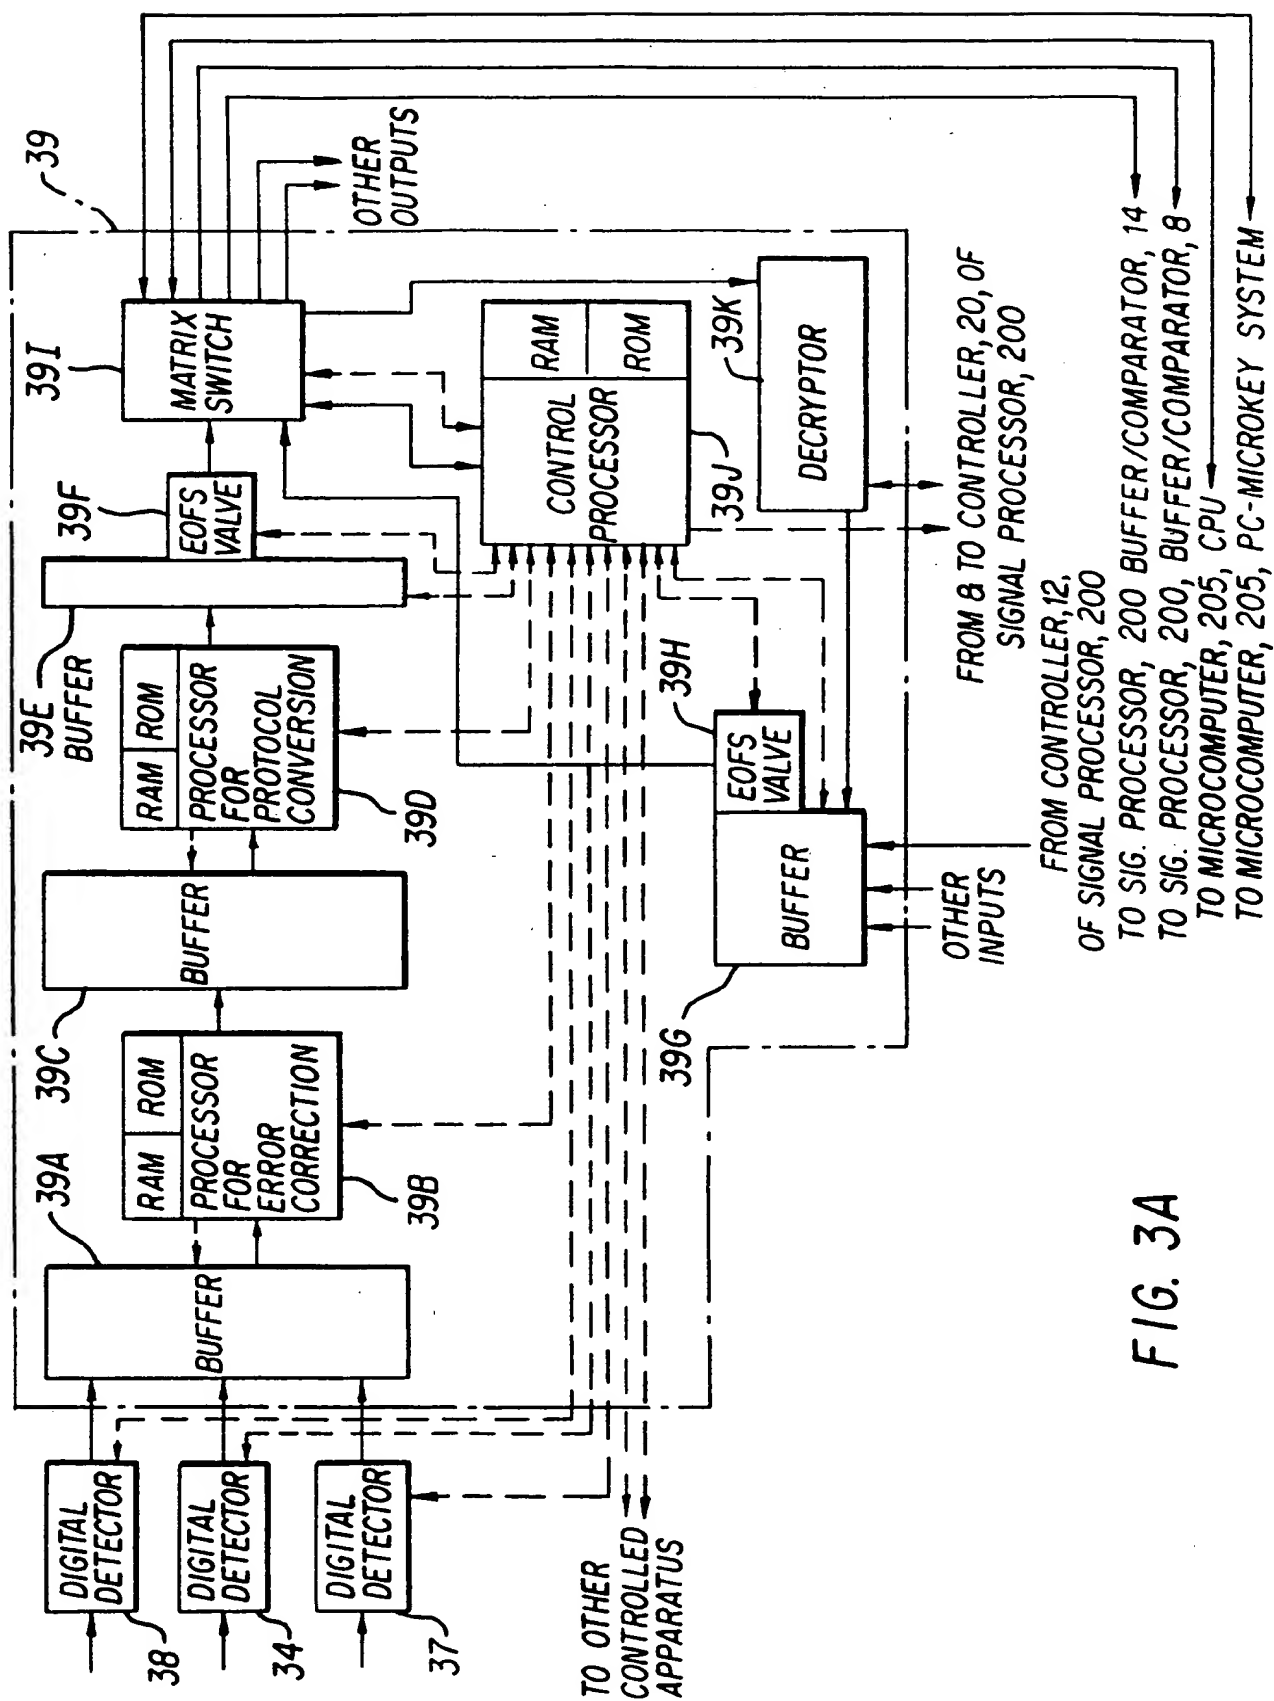 39
39I
MATRIX
SWITCH
OTHER
OUTPUTS
39F
EOFS
VALVE
39E
BUFFER
RAM
ROM
PROCESSOR
FOR
PROTOCOL
CONVERSION
39D
39C
BUFFER
RAM
ROM
PROCESSOR
FOR
ERROR
CORRECTION
39B
39A
BUFFER
DIGITAL
DETECTOR
38
DIGITAL
DETECTOR
34
DIGITAL
DETECTOR
37
TO OTHER
CONTROLLED
APPARATUS
RAM
ROM
CONTROL
PROCESSOR
39J
39K
DECRYPTOR
39H
EOFS
VALVE
BUFFER
39G
OTHER
INPUTS
FROM & TO CONTROLLER, 20, OF
SIGNAL PROCESSOR, 200
FROM CONTROLLER, 12,
OF SIGNAL PROCESSOR, 200
TO SIG. PROCESSOR, 200 BUFFER/COMPARATOR, 14
TO SIG. PROCESSOR, 200, BUFFER/COMPARATOR, 8
TO MICROCOMPUTER, 205, CPU
TO MICROCOMPUTER, 205, PC-MICROKEY SYSTEM
FIG. 3A